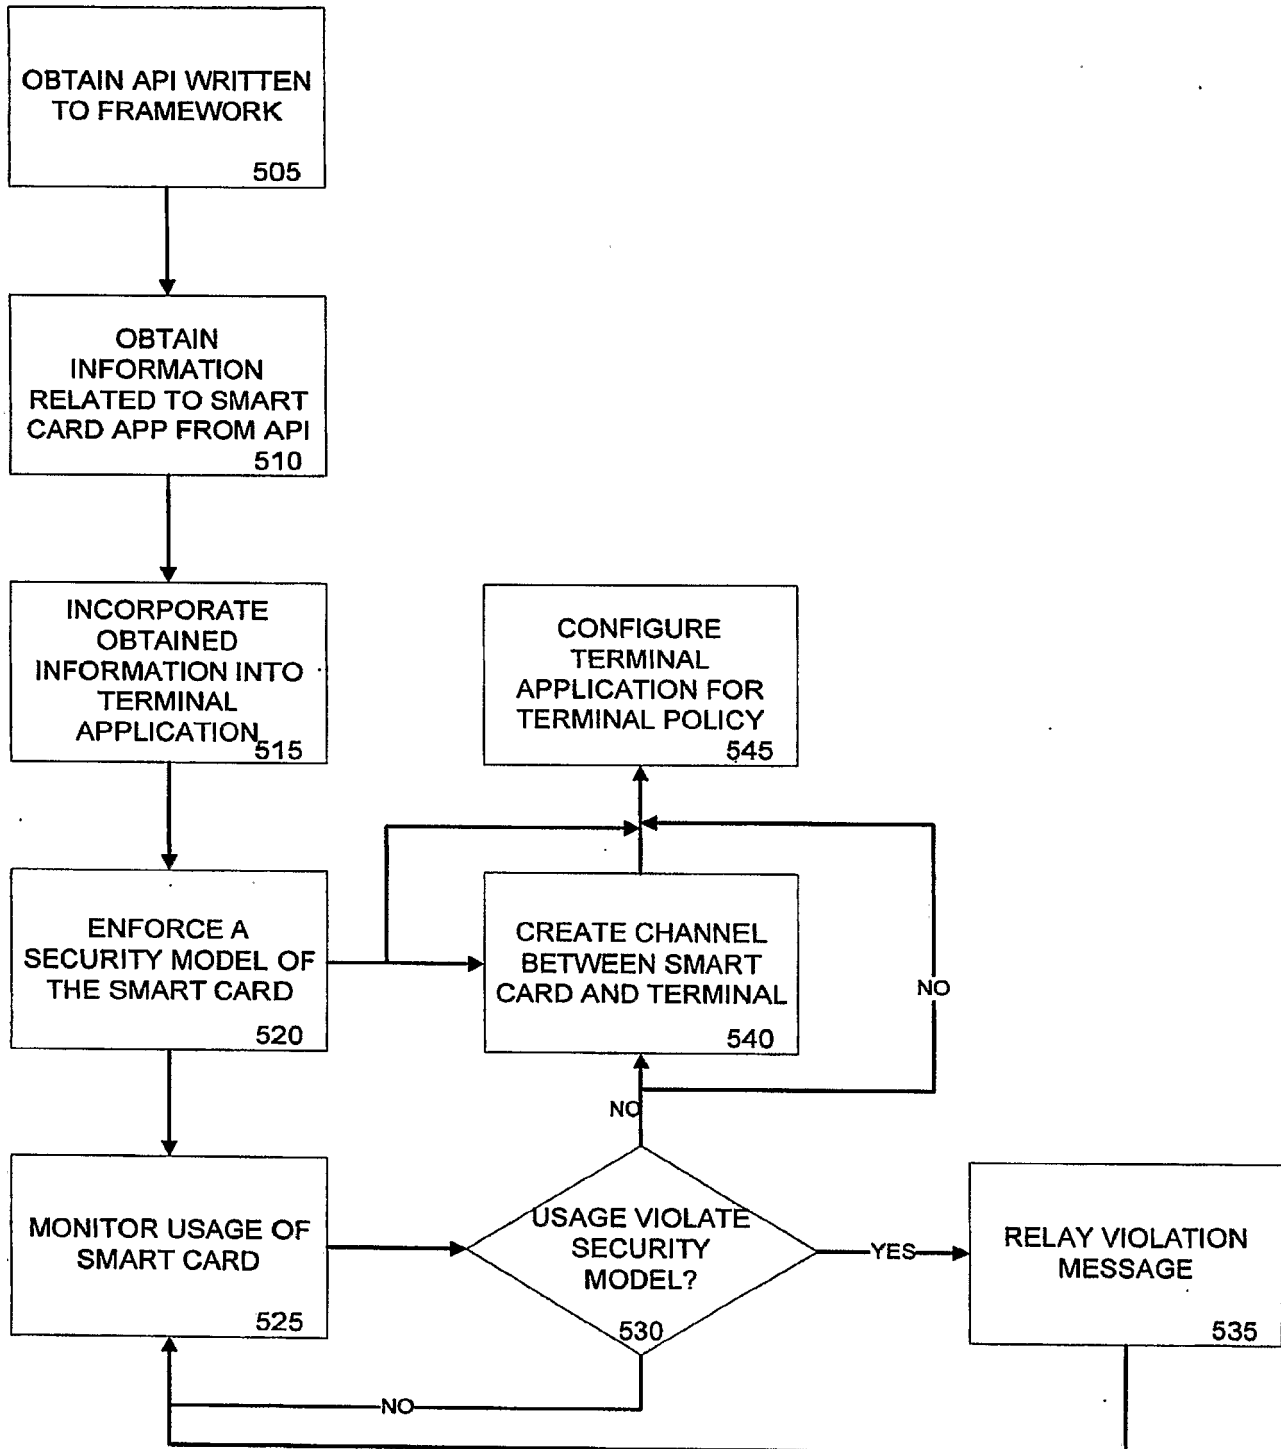 OBTAIN API WRITTEN
TO FRAMEWORK
505
OBTAIN
INFORMATION
RELATED TO SMART
CARD APP FROM API
510
INCORPORATE
OBTAINED
INFORMATION INTO
TERMINAL
APPLICATION
515
CONFIGURE
TERMINAL
APPLICATION FOR
TERMINAL POLICY
545
ENFORCE A
SECURITY MODEL OF
THE SMART CARD
520
CREATE CHANNEL
BETWEEN SMART
CARD AND TERMINAL
540
NO
NO
MONITOR USAGE OF
SMART CARD
525
USAGE VIOLATE
SECURITY
MODEL?
530
YES
RELAY VIOLATION
MESSAGE
535
NO